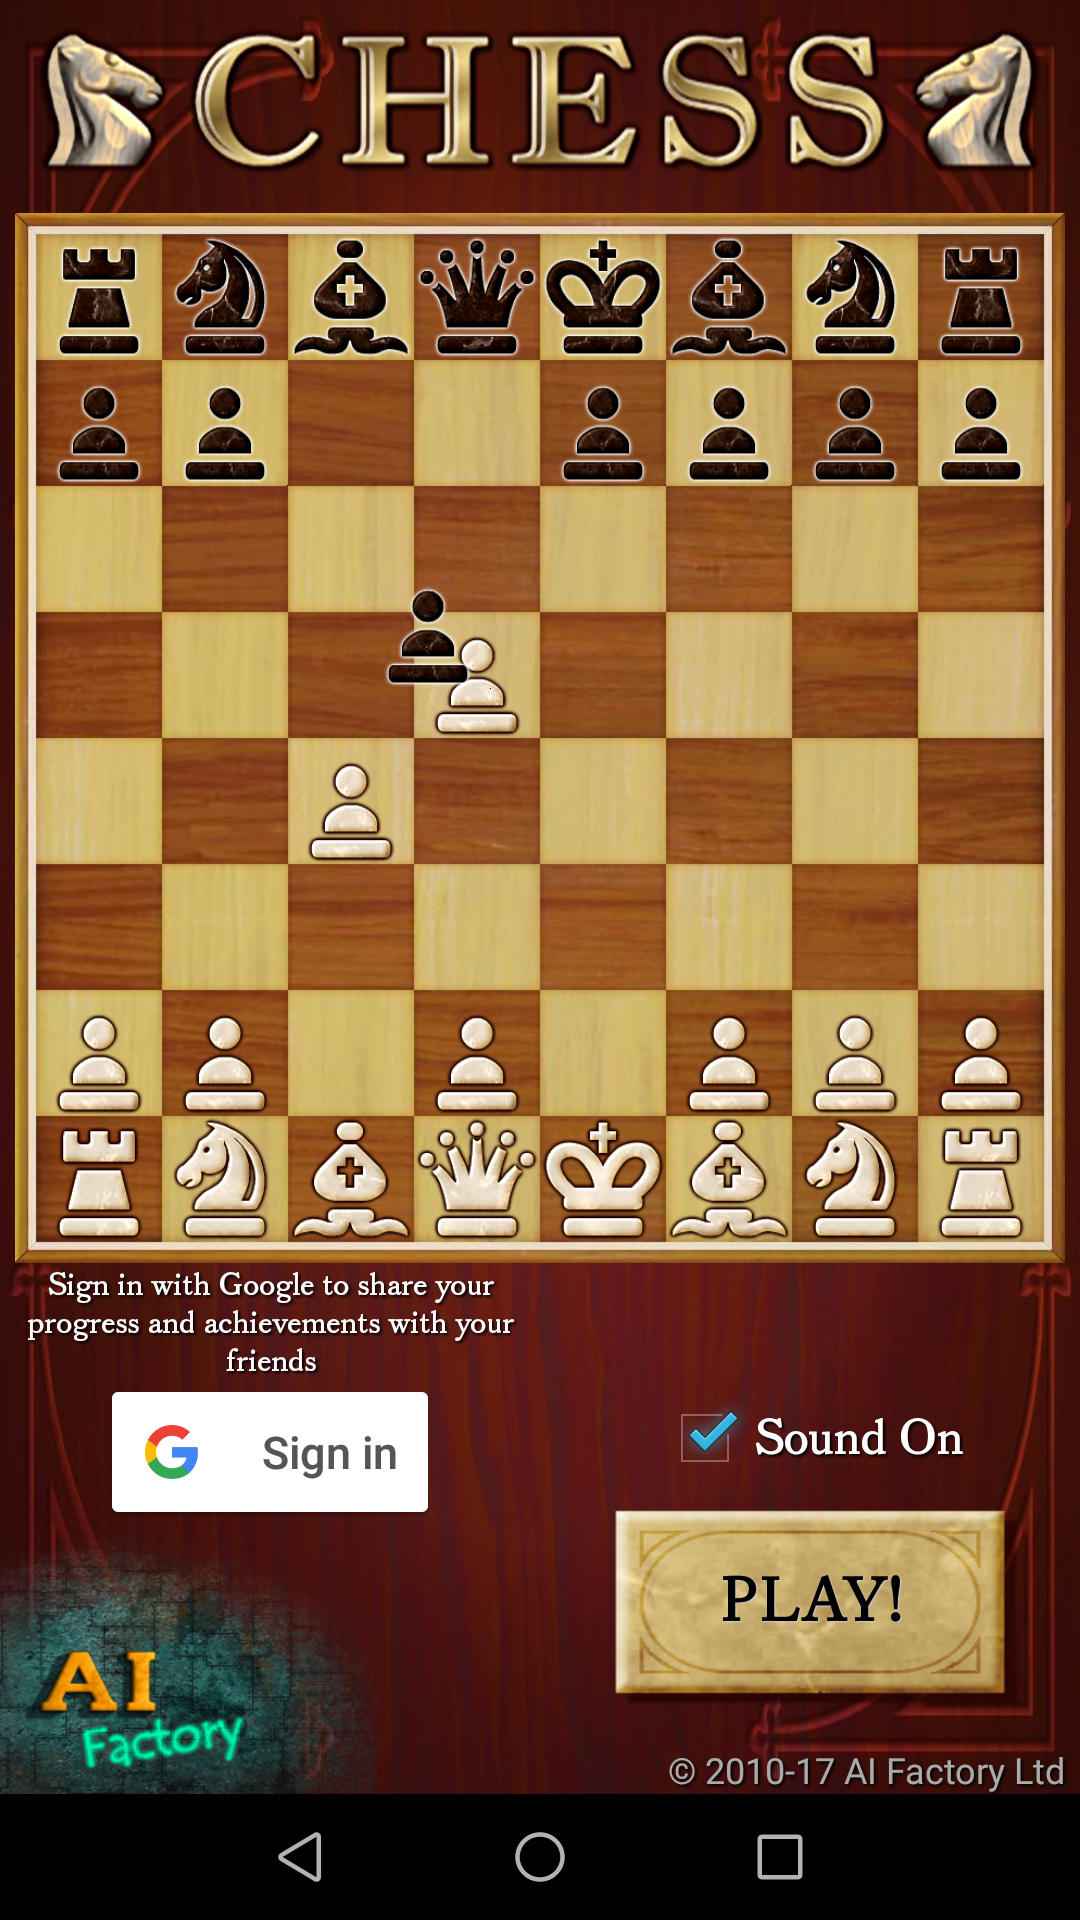 CHESS
Sign in with Google to share your
progress and achievements with your
friends
Sign in
Sound On
PLAY!
AI
Factory
© 2010-17 AI Factory Ltd